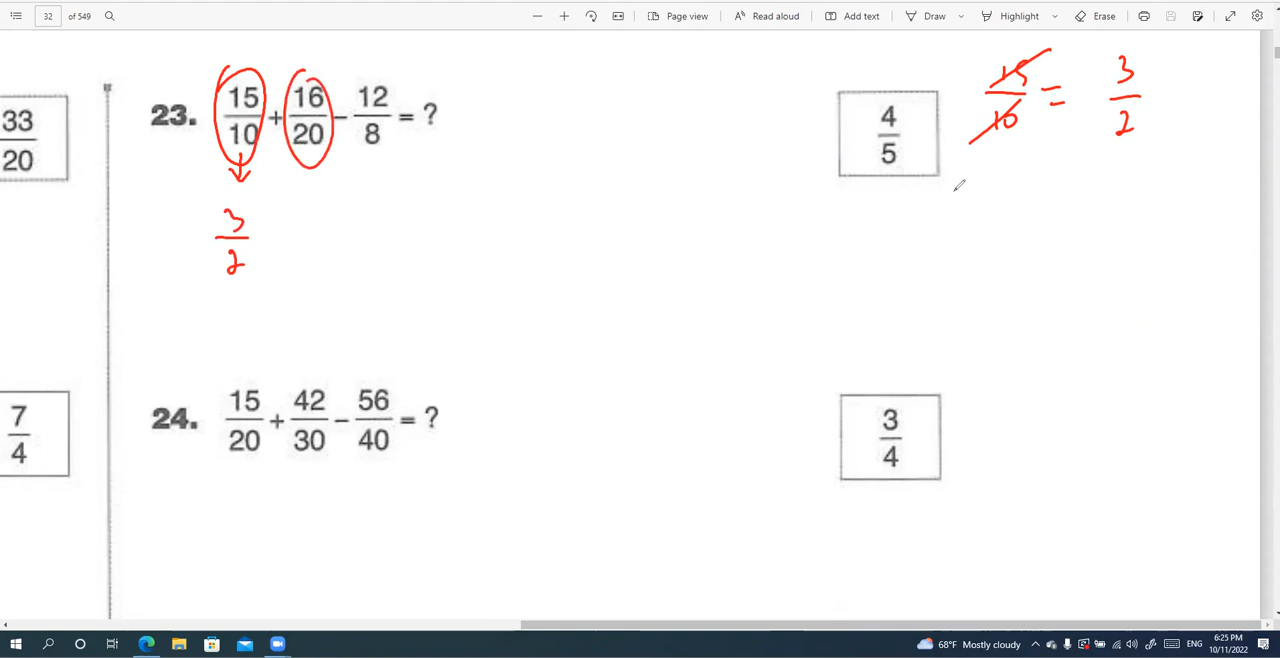 32 of 549 Page view Read aloud Add text Draw Highlight Erase
33/20
23. 15/10 + 16/20 - 12/8 = ?
4/5
15/10 = 3/2
3/2
7/4
24. 15/20 + 42/30 - 56/40 = ?
3/4
68°F Mostly cloudy ENG 6:25 PM
10/11/2022